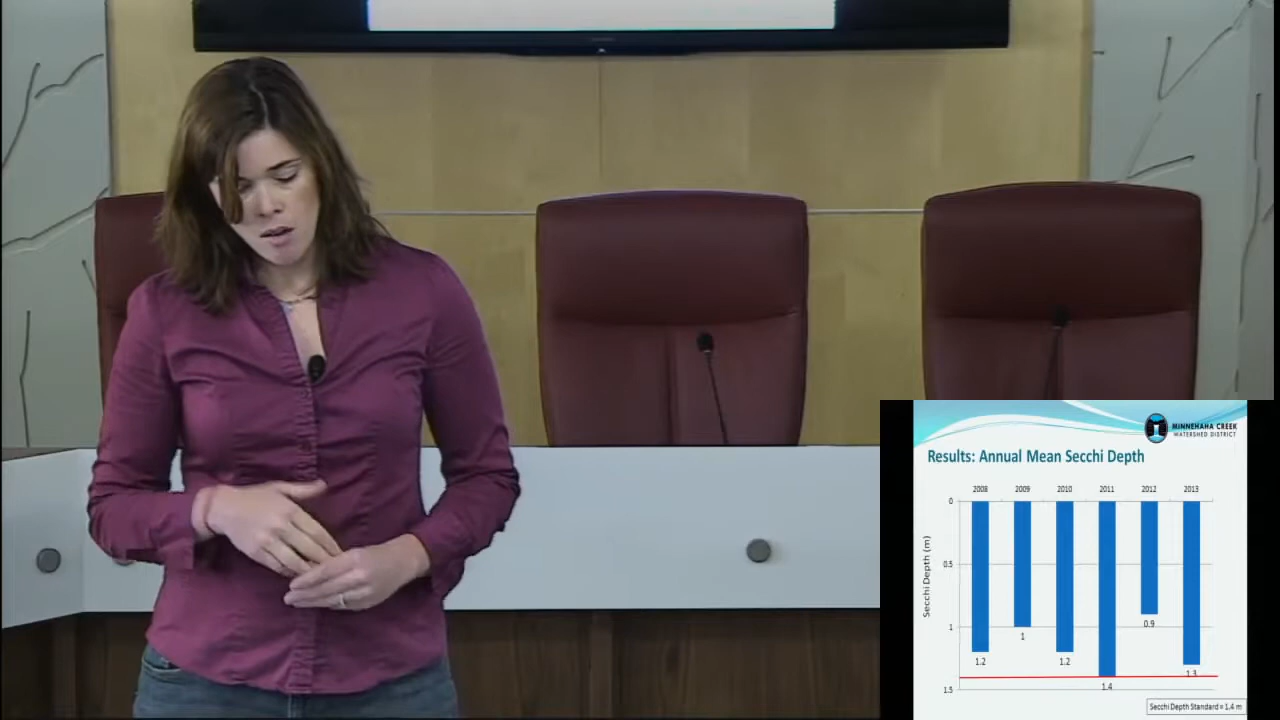 MINNEHAHA CREEK
WATERSHED DISTRICT
Results: Annual Mean Secchi Depth
2008 2009 2010 2011 2012 2013
0
0.5
1
1.5
Secchi Depth (m)
1.2
1
1.2
1.4
0.9
1.3
Secchi Depth Standard = 1.4 m